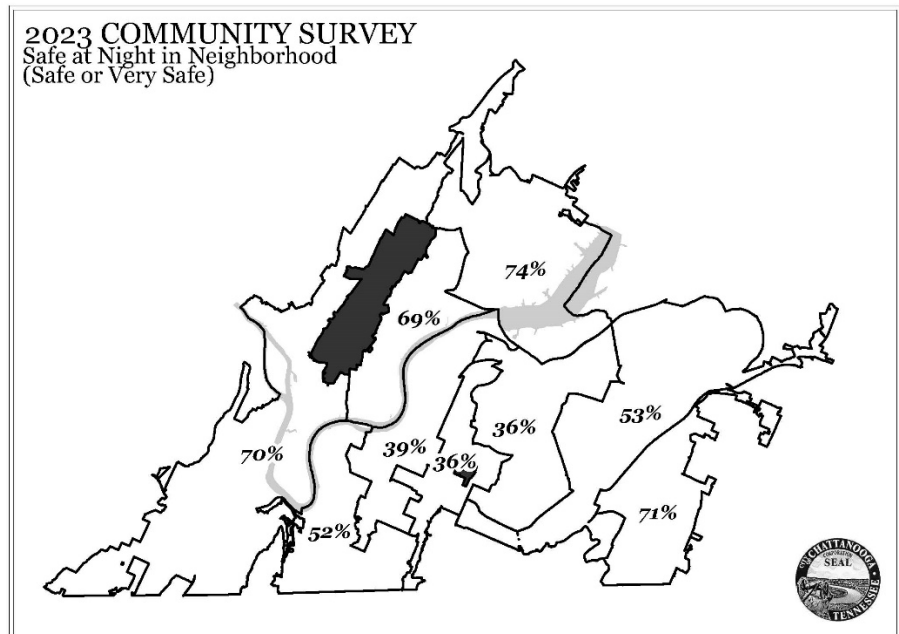 2023 COMMUNITY SURVEY
Safe at Night in Neighborhood
(Safe or Very Safe)
74%
69%
36%
53%
39%
36%
70%
71%
52%
CHATTANOOGA
CORPORATION
SEAL
TENNESSEE